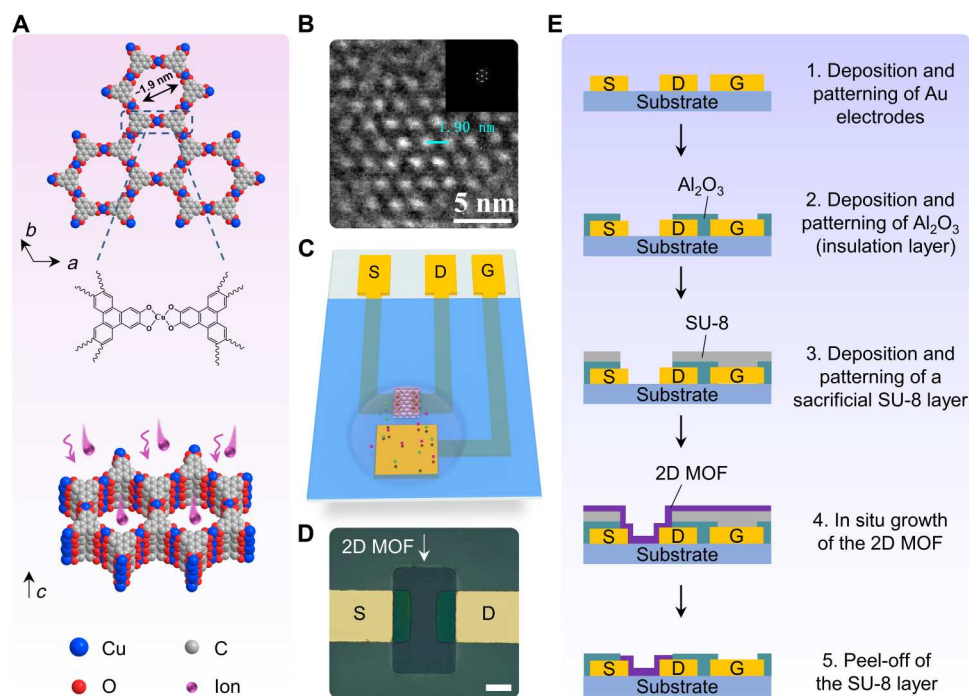 A
~1.9 nm
b
a
O
O
Cu
O
O
c
Cu
C
O
Ion
B
1.90 nm
5 nm
C
S
D
G
D
2D MOF
S
D
E
S
D
G
Substrate
1. Deposition and
patterning of Au
electrodes
Al₂O₃
S
D
G
Substrate
2. Deposition and
patterning of Al₂O₃
(insulation layer)
SU-8
S
D
G
Substrate
3. Deposition and
patterning of a
sacrificial SU-8 layer
2D MOF
S
D
G
Substrate
4. In situ growth
of the 2D MOF
S
D
G
Substrate
5. Peel-off of
the SU-8 layer